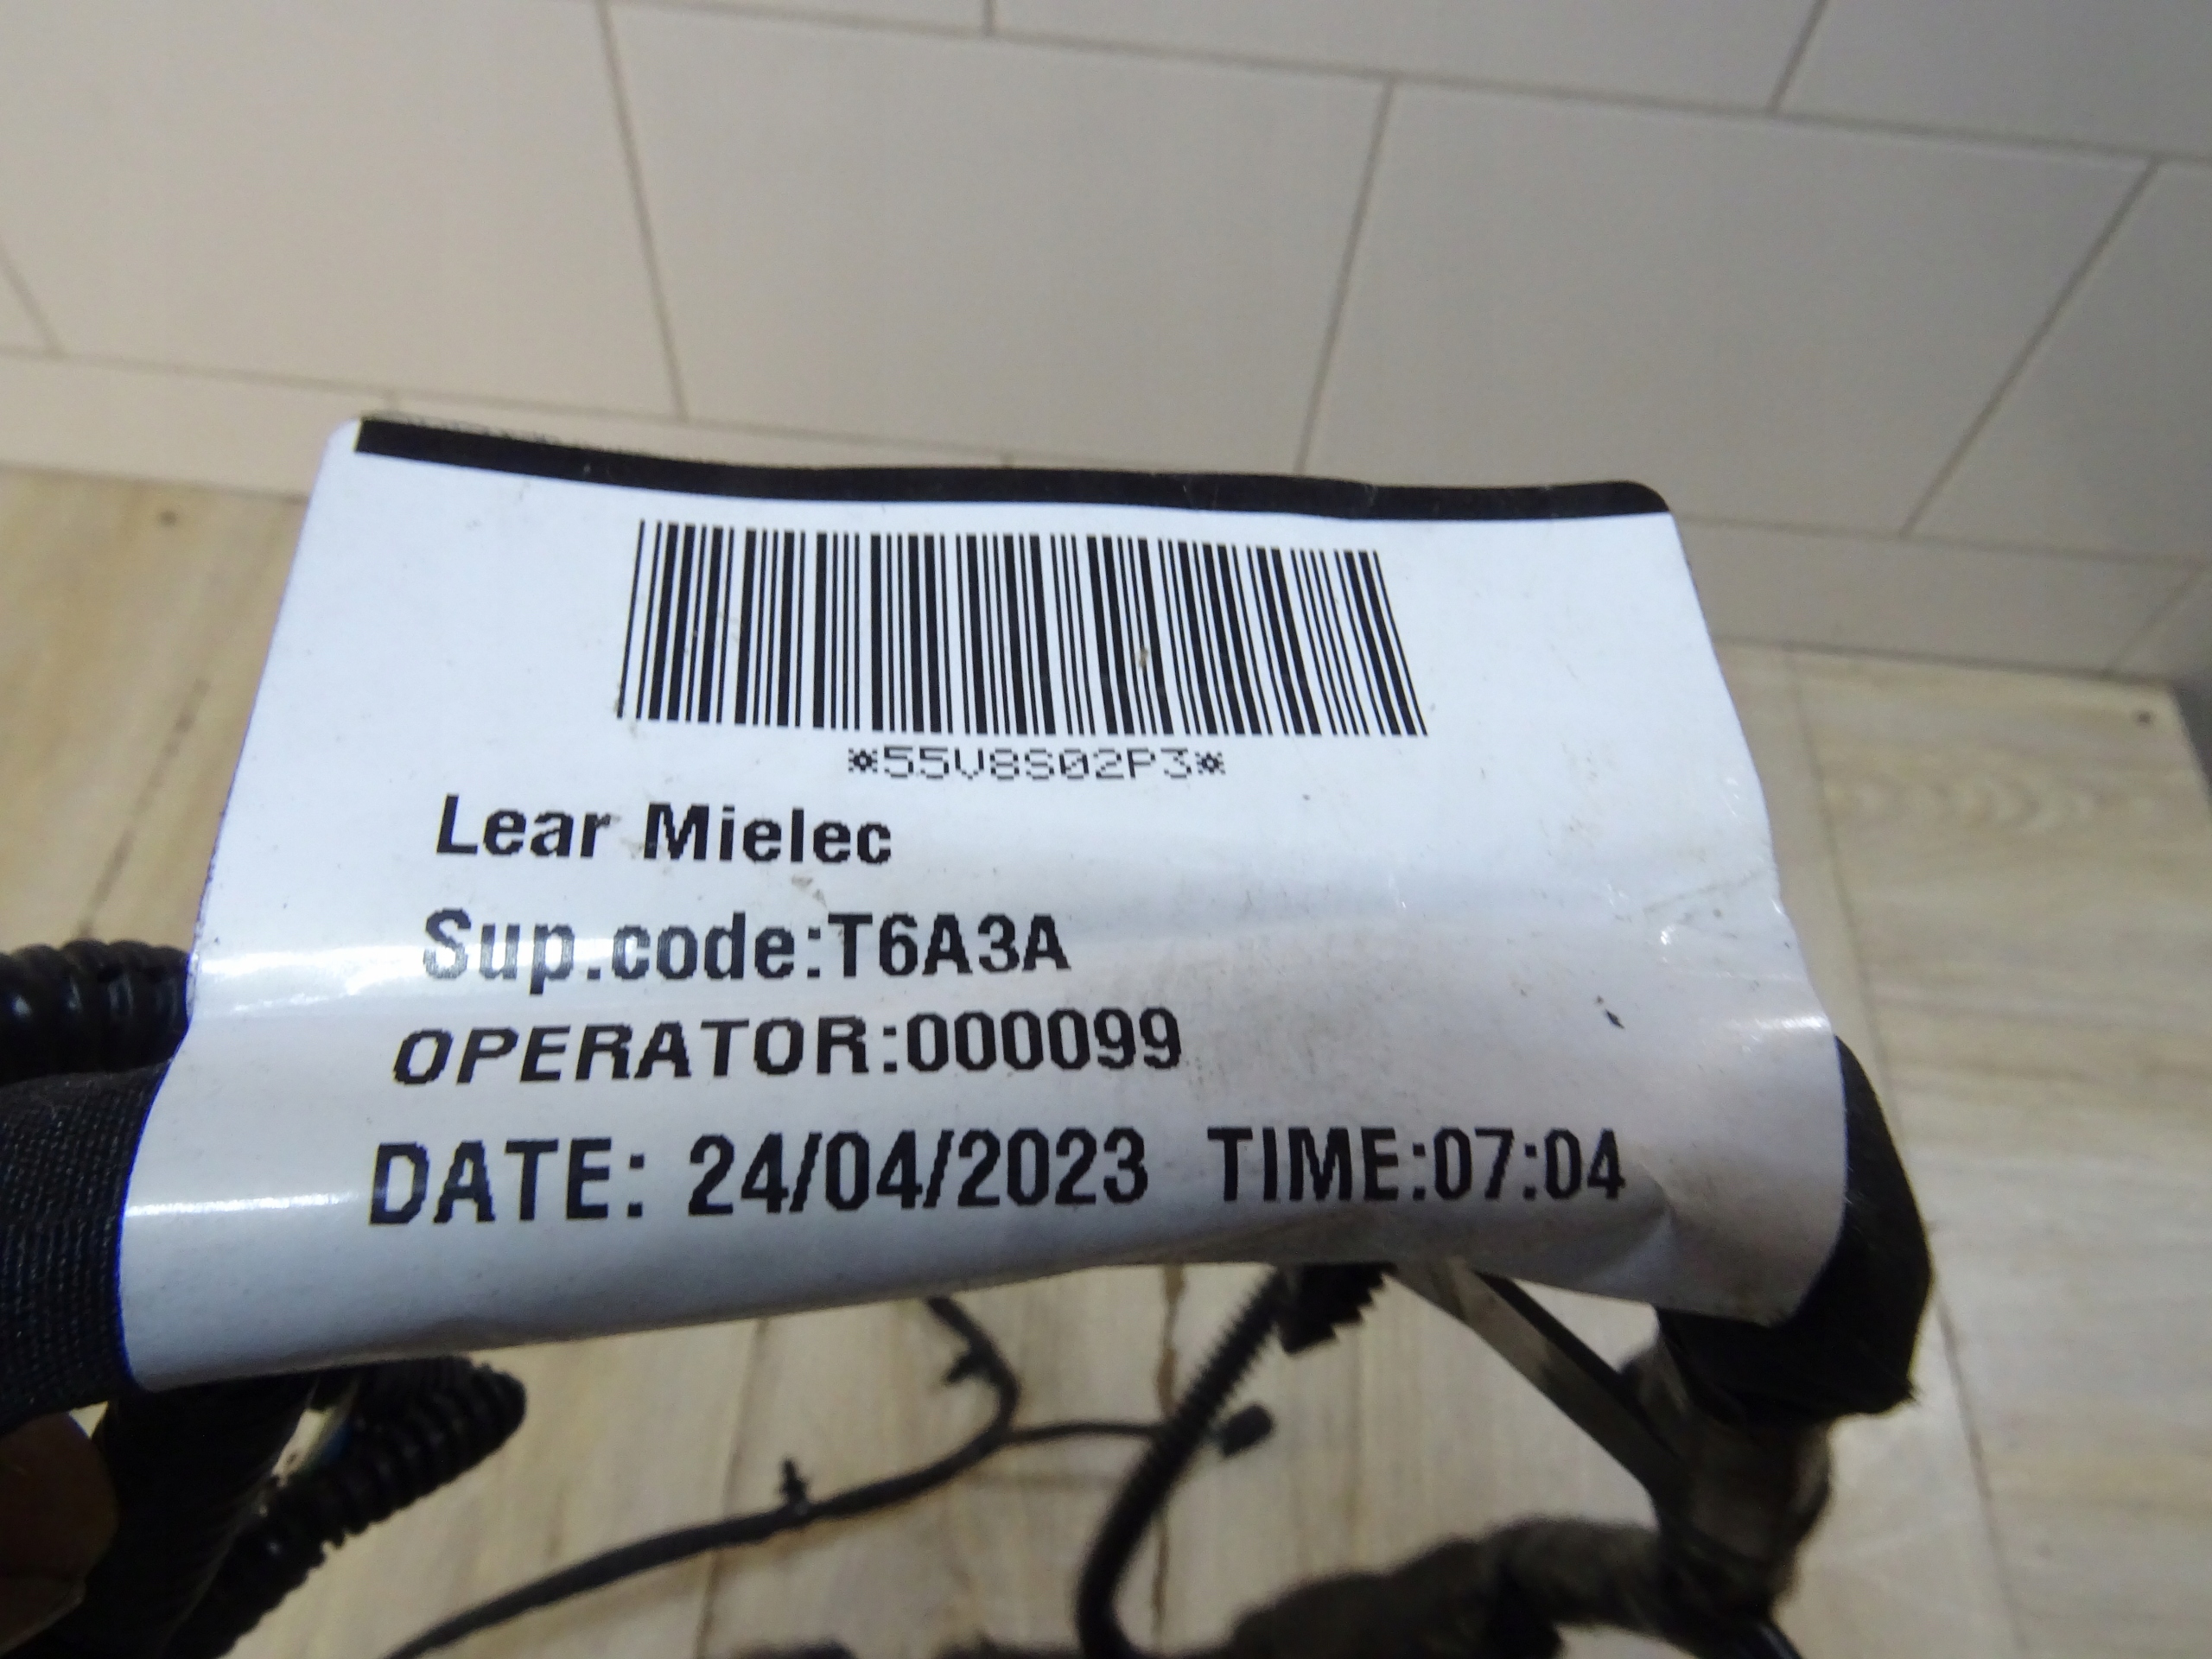 *55V8S02P3*
Lear Mielec
Sup.code:T6A3A
OPERATOR:000099
DATE: 24/04/2023 TIME:07:04